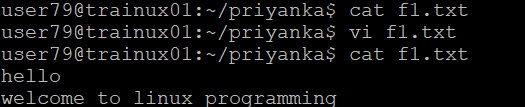 user79@trainux01:~/priyanka$ cat f1.txt
user79@trainux01:~/priyanka$ vi f1.txt
user79@trainux01:~/priyanka$ cat f1.txt
hello
welcome to linux programming